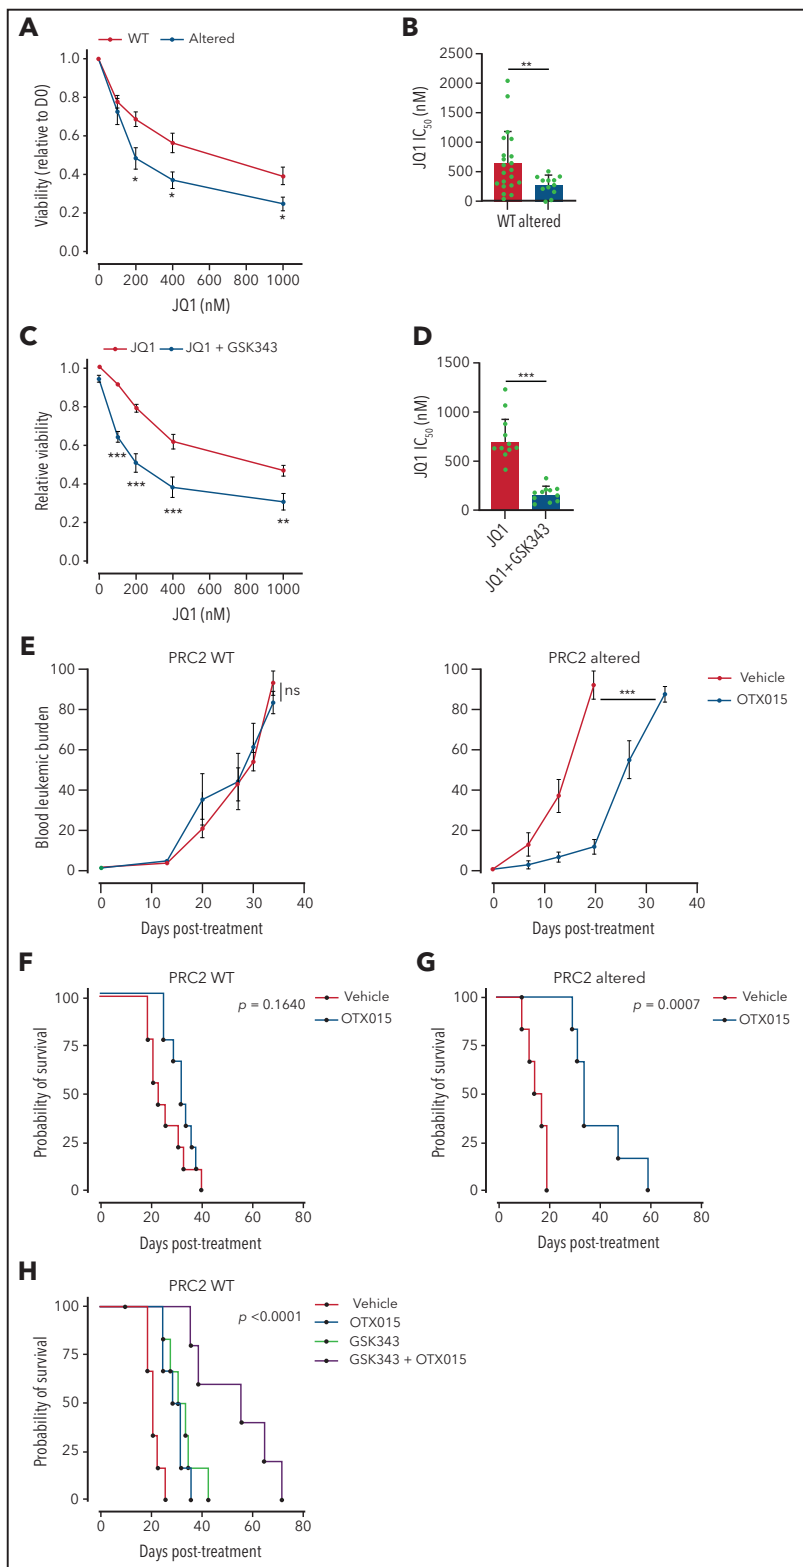 A
WT Altered
Viability (relative to D0)
1.0
0.8
0.6
0.4
0.2
0.0
*
*
*
0 200 400 600 800 1000
JQ1 (nM)
B
JQ1 IC50 (nM)
2500
2000
1500
1000
500
0
**
WT altered
C
JQ1 JQ1 + GSK343
Relative viability
1.0
0.8
0.6
0.4
0.2
0.0
***
***
***
**
0 200 400 600 800 1000
JQ1 (nM)
D
JQ1 IC50 (nM)
1500
1000
500
0
***
JQ1
JQ1+GSK343
E
PRC2 WT
Blood leukemic burden
100
80
60
40
20
0
ns
0 10 20 30 40
Days post-treatment
PRC2 altered
100
80
60
40
20
0
***
Vehicle
OTX015
0 10 20 30 40
Days post-treatment
F
PRC2 WT
Probability of survival
100
75
50
25
0
p = 0.1640
Vehicle
OTX015
0 20 40 60 80
Days post-treatment
G
PRC2 altered
Probability of survival
100
75
50
25
0
p = 0.0007
Vehicle
OTX015
0 20 40 60 80
Days post-treatment
H
PRC2 WT
Probability of survival
100
75
50
25
0
p <0.0001
Vehicle
OTX015
GSK343
GSK343 + OTX015
0 20 40 60 80
Days post-treatment